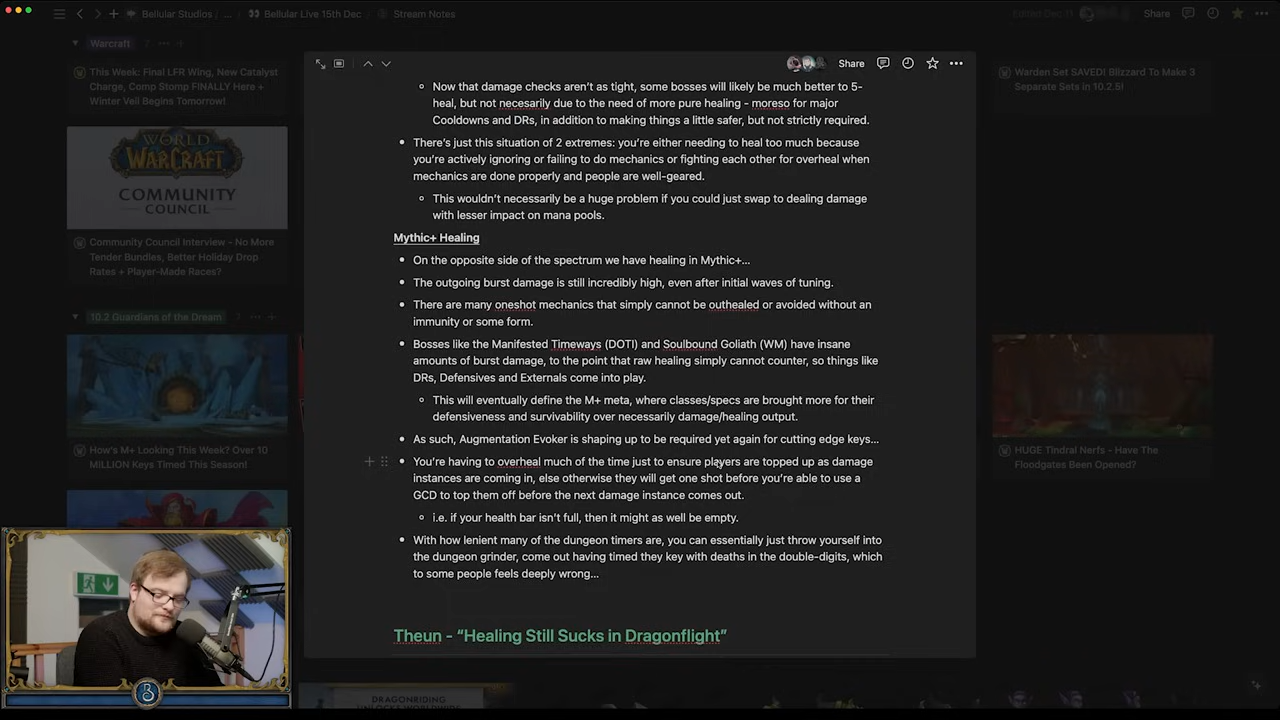 Bellular Studios / ...
Bellular Live 15th Dec
Stream Notes
Edited Dec 11
Share
Warcraft 7
This Week: Final LFR Wing, New Catalyst
Charge, Comp Stomp FINALLY Here +
Winter Veil Begins Tomorrow!
WORLD
WARCRAFT
COMMUNITY
COUNCIL
Community Council Interview - No More
Tender Bundles, Better Holiday Drop
Rates + Player-Made Races?
10.2 Guardians of the Dream
How's M+ Looking This Week? Over 10
MILLION Keys Timed This Season!
Share
Now that damage checks aren't as tight, some bosses will likely be much better to 5-
heal, but not necesarily due to the need of more pure healing - moreso for major
Cooldowns and DRs, in addition to making things a little safer, but not strictly required.
There's just this situation of 2 extremes: you're either needing to heal too much because
you're actively ignoring or failing to do mechanics or fighting each other for overheal when
mechanics are done properly and people are well-geared.
This wouldn't necessarily be a huge problem if you could just swap to dealing damage
with lesser impact on mana pools.
Mythic+ Healing
On the opposite side of the spectrum we have healing in Mythic+...
The outgoing burst damage is still incredibly high, even after initial waves of tuning.
There are many oneshot mechanics that simply cannot be outhealed or avoided without an
immunity or some form.
Bosses like the Manifested Timeways (DOTI) and Soulbound Goliath (WM) have insane
amounts of burst damage, to the point that raw healing simply cannot counter, so things like
DRs, Defensives and Externals come into play.
This will eventually define the M+ meta, where classes/specs are brought more for their
defensiveness and survivability over necessarily damage/healing output.
As such, Augmentation Evoker is shaping up to be required yet again for cutting edge keys...
You're having to overheal much of the time just to ensure players are topped up as damage
instances are coming in, else otherwise they will get one shot before you're able to use a
GCD to top them off before the next damage instance comes out.
i.e. if your health bar isn't full, then it might as well be empty.
With how lenient many of the dungeon timers are, you can essentially just throw yourself into
the dungeon grinder, come out having timed they key with deaths in the double-digits, which
to some people feels deeply wrong...
Theun - “Healing Still Sucks in Dragonflight”
Warden Set SAVED! Blizzard To Make 3
Separate Sets in 10.2.5!
HUGE Tindral Nerfs - Have The
Floodgates Been Opened?
DRAGONRIDING
B